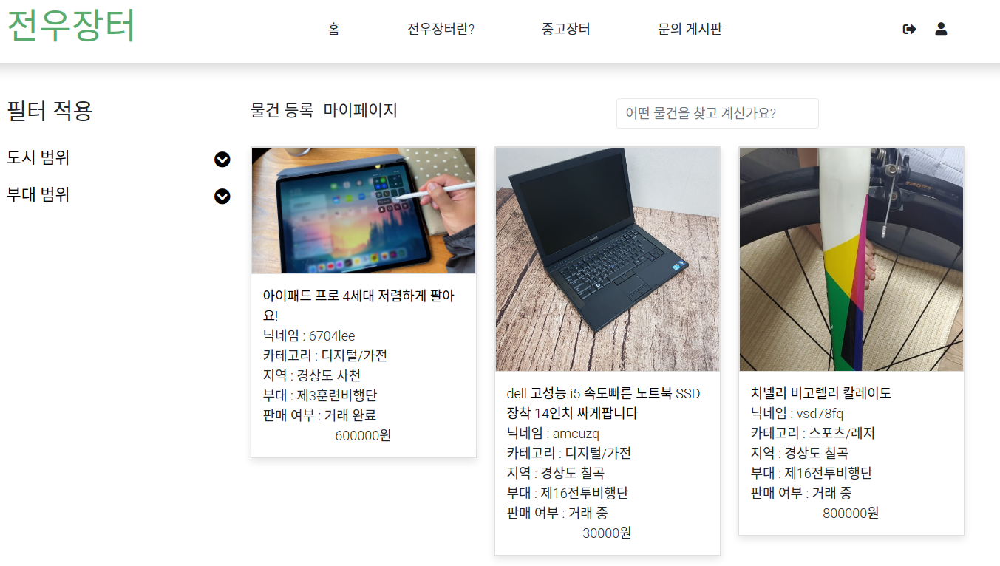 전우장터
홈
전우장터란?
중고장터
문의 게시판
필터 적용
도시 범위
부대 범위
물건 등록 마이페이지
어떤 물건을 찾고 계신가요?
아이패드 프로 4세대 저렴하게 팔아
요!
닉네임 : 6704lee
카테고리 : 디지털/가전
지역 : 경상도 사천
부대 : 제3훈련비행단
판매 여부 : 거래 완료
600000원
DELL
dell 고성능 i5 속도빠른 노트북 SSD
장착 14인치 싸게팝니다
닉네임 : amcuzq
카테고리 : 디지털/가전
지역 : 경상도 칠곡
부대 : 제16전투비행단
판매 여부 : 거래 중
30000원
SPORT
치넬리 비고렐리 칼레이도
닉네임 : vsd78fq
카테고리 : 스포츠/레저
지역 : 경상도 칠곡
부대 : 제16전투비행단
판매 여부 : 거래 중
800000원